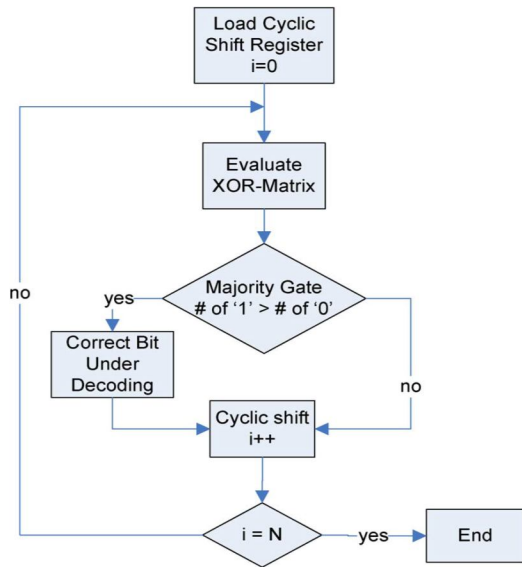 Load Cyclic
Shift Register
i=0
Evaluate
XOR-Matrix
Majority Gate
# of ‘1’ > # of ‘0’
yes
no
Correct Bit
Under
Decoding
no
Cyclic shift
i++
i = N
yes
End